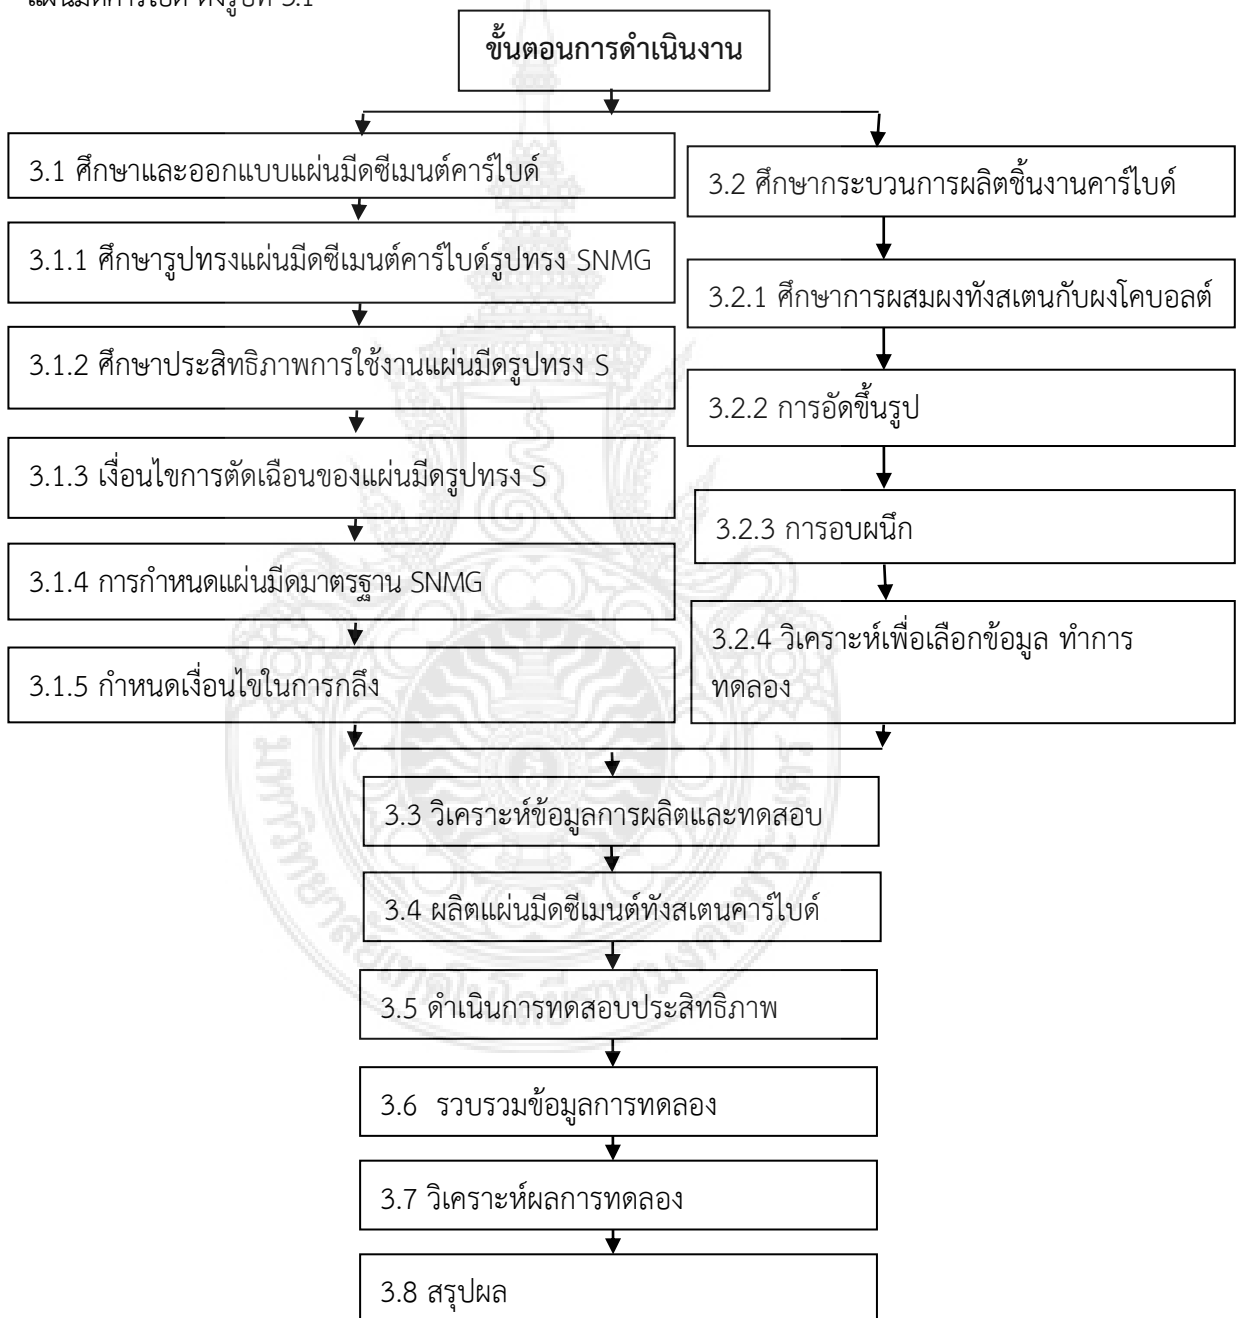 แผ่นมีดคาร์ไบด์ ดังรูปที่ 3.1
ขั้นตอนการดำเนินงาน
3.1 ศึกษาและออกแบบแผ่นมีดซีเมนต์คาร์ไบด์
3.1.1 ศึกษารูปทรงแผ่นมีดซีเมนต์คาร์ไบด์รูปทรง SNMG
3.1.2 ศึกษาประสิทธิภาพการใช้งานแผ่นมีดรูปทรง S
3.1.3 เงื่อนไขการตัดเฉือนของแผ่นมีดรูปทรง S
3.1.4 การกำหนดแผ่นมีดมาตรฐาน SNMG
3.1.5 กำหนดเงื่อนไขในการกลึง
3.2 ศึกษากระบวนการผลิตชิ้นงานคาร์ไบด์
3.2.1 ศึกษาการผสมผงทังสเตนกับผงโคบอลต์
3.2.2 การอัดขึ้นรูป
3.2.3 การอบผนึก
3.2.4 วิเคราะห์เพื่อเลือกข้อมูล ทำการ
ทดลอง
3.3 วิเคราะห์ข้อมูลการผลิตและทดสอบ
3.4 ผลิตแผ่นมีดซีเมนต์ทังสเตนคาร์ไบด์
3.5 ดำเนินการทดสอบประสิทธิภาพ
3.6 รวบรวมข้อมูลการทดลอง
3.7 วิเคราะห์ผลการทดลอง
3.8 สรุปผล